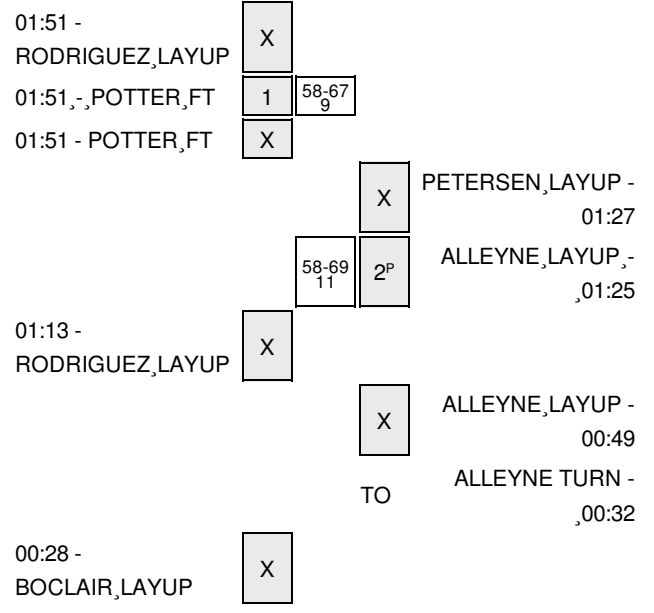 01:51 -
RODRIGUEZ¸LAYUP
X
01:51¸-¸POTTER¸FT
1
58-67
9
01:51 - POTTER¸FT
X
X
PETERSEN¸LAYUP -
01:27
58-69
11
2ᴾ
ALLEYNE¸LAYUP¸-
¸01:25
01:13 -
RODRIGUEZ¸LAYUP
X
X
ALLEYNE¸LAYUP -
00:49
TO
ALLEYNE TURN -
¸00:32
00:28 -
BOCLAIR¸LAYUP
X